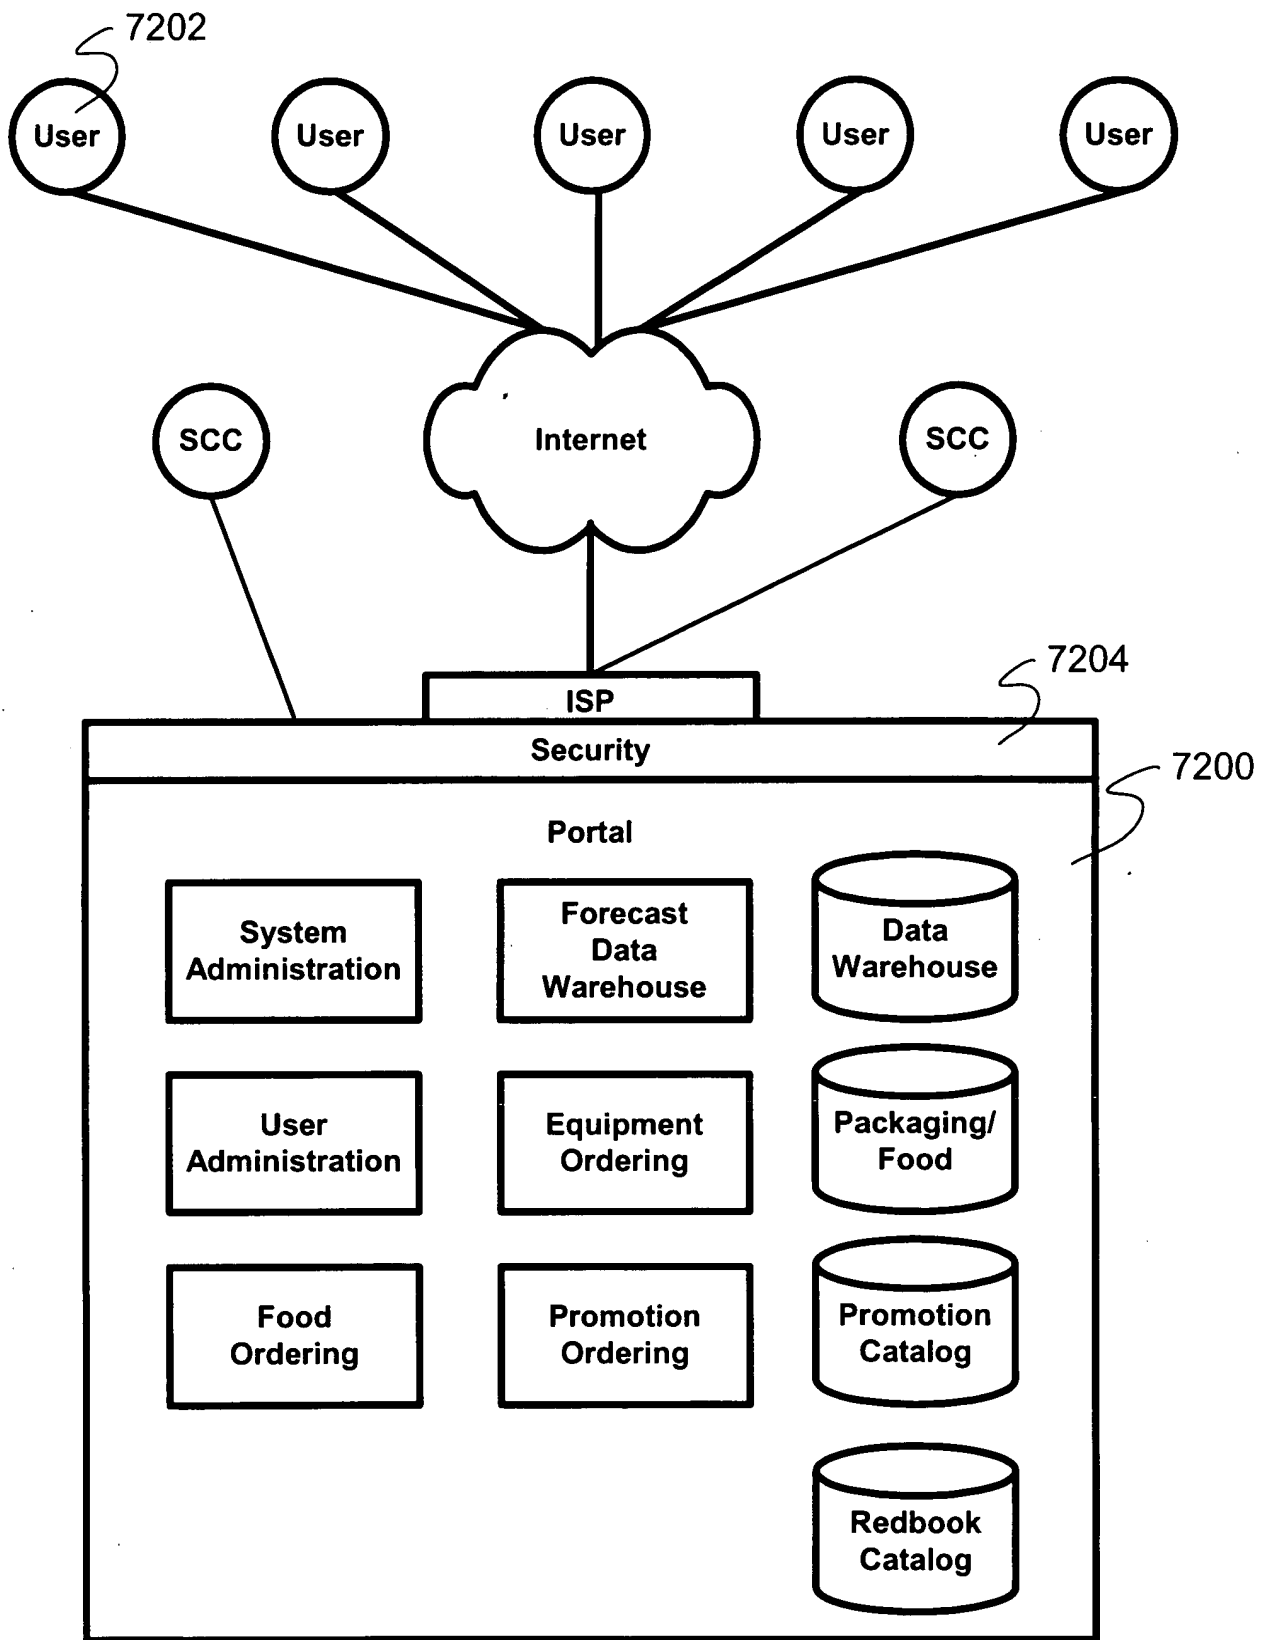 7202
User
User
User
User
User
SCC
Internet
SCC
7204
ISP
Security
7200
Portal
System
Administration
Forecast
Data
Warehouse
Data
Warehouse
User
Administration
Equipment
Ordering
Packaging/
Food
Food
Ordering
Promotion
Ordering
Promotion
Catalog
Redbook
Catalog